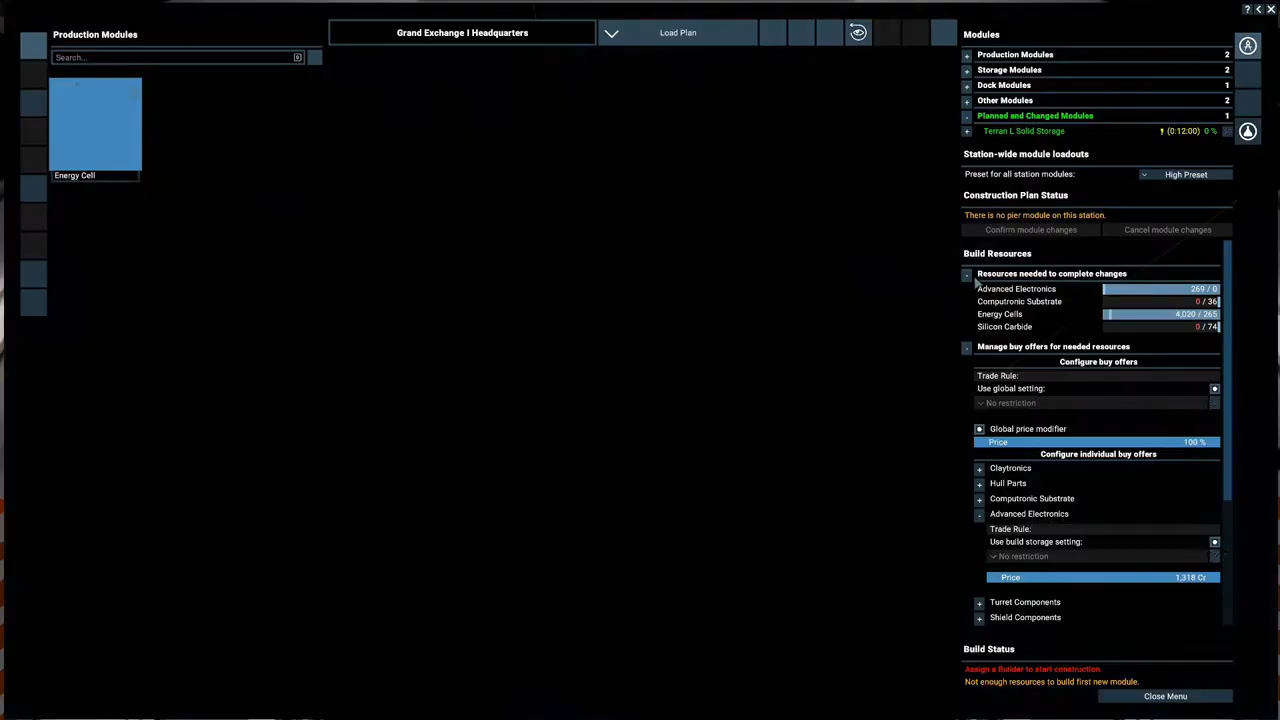 Production Modules
Search...
Energy Cell
Grand Exchange I Headquarters
Load Plan
? < X
Modules
+ Production Modules 2
+ Storage Modules 2
+ Dock Modules 1
+ Other Modules 2
- Planned and Changed Modules 1
+ Terran L Solid Storage ! (0:12:00) 0 %
Station-wide module loadouts
Preset for all station modules: High Preset
Construction Plan Status
There is no pier module on this station.
Confirm module changes Cancel module changes
Build Resources
- Resources needed to complete changes
Advanced Electronics 269 / 0
Computronic Substrate 0 / 36
Energy Cells 4,020 / 265
Silicon Carbide 0 / 74
- Manage buy offers for needed resources
Configure buy offers
Trade Rule:
Use global setting:
No restriction
Global price modifier
Price 100 %
Configure individual buy offers
+ Claytronics
+ Hull Parts
+ Computronic Substrate
- Advanced Electronics
Trade Rule:
Use build storage setting:
No restriction
Price 1,318 Cr
+ Turret Components
+ Shield Components
Build Status
Assign a Builder to start construction.
Not enough resources to build first new module.
Close Menu